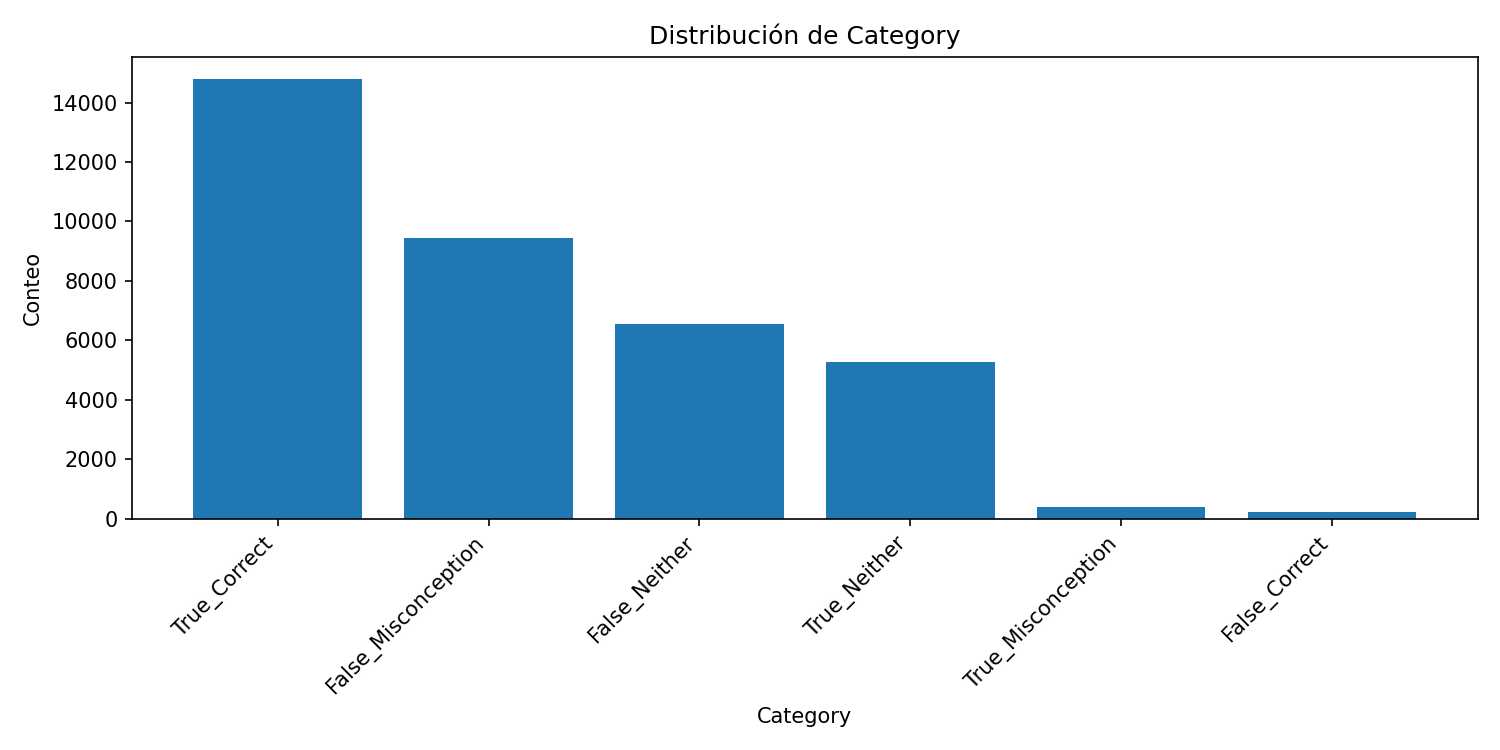 Distribución de Category
Conteo
14000
12000
10000
8000
6000
4000
2000
0
True_Correct
False_Misconception
False_Neither
True_Neither
True_Misconception
False_Correct
Category